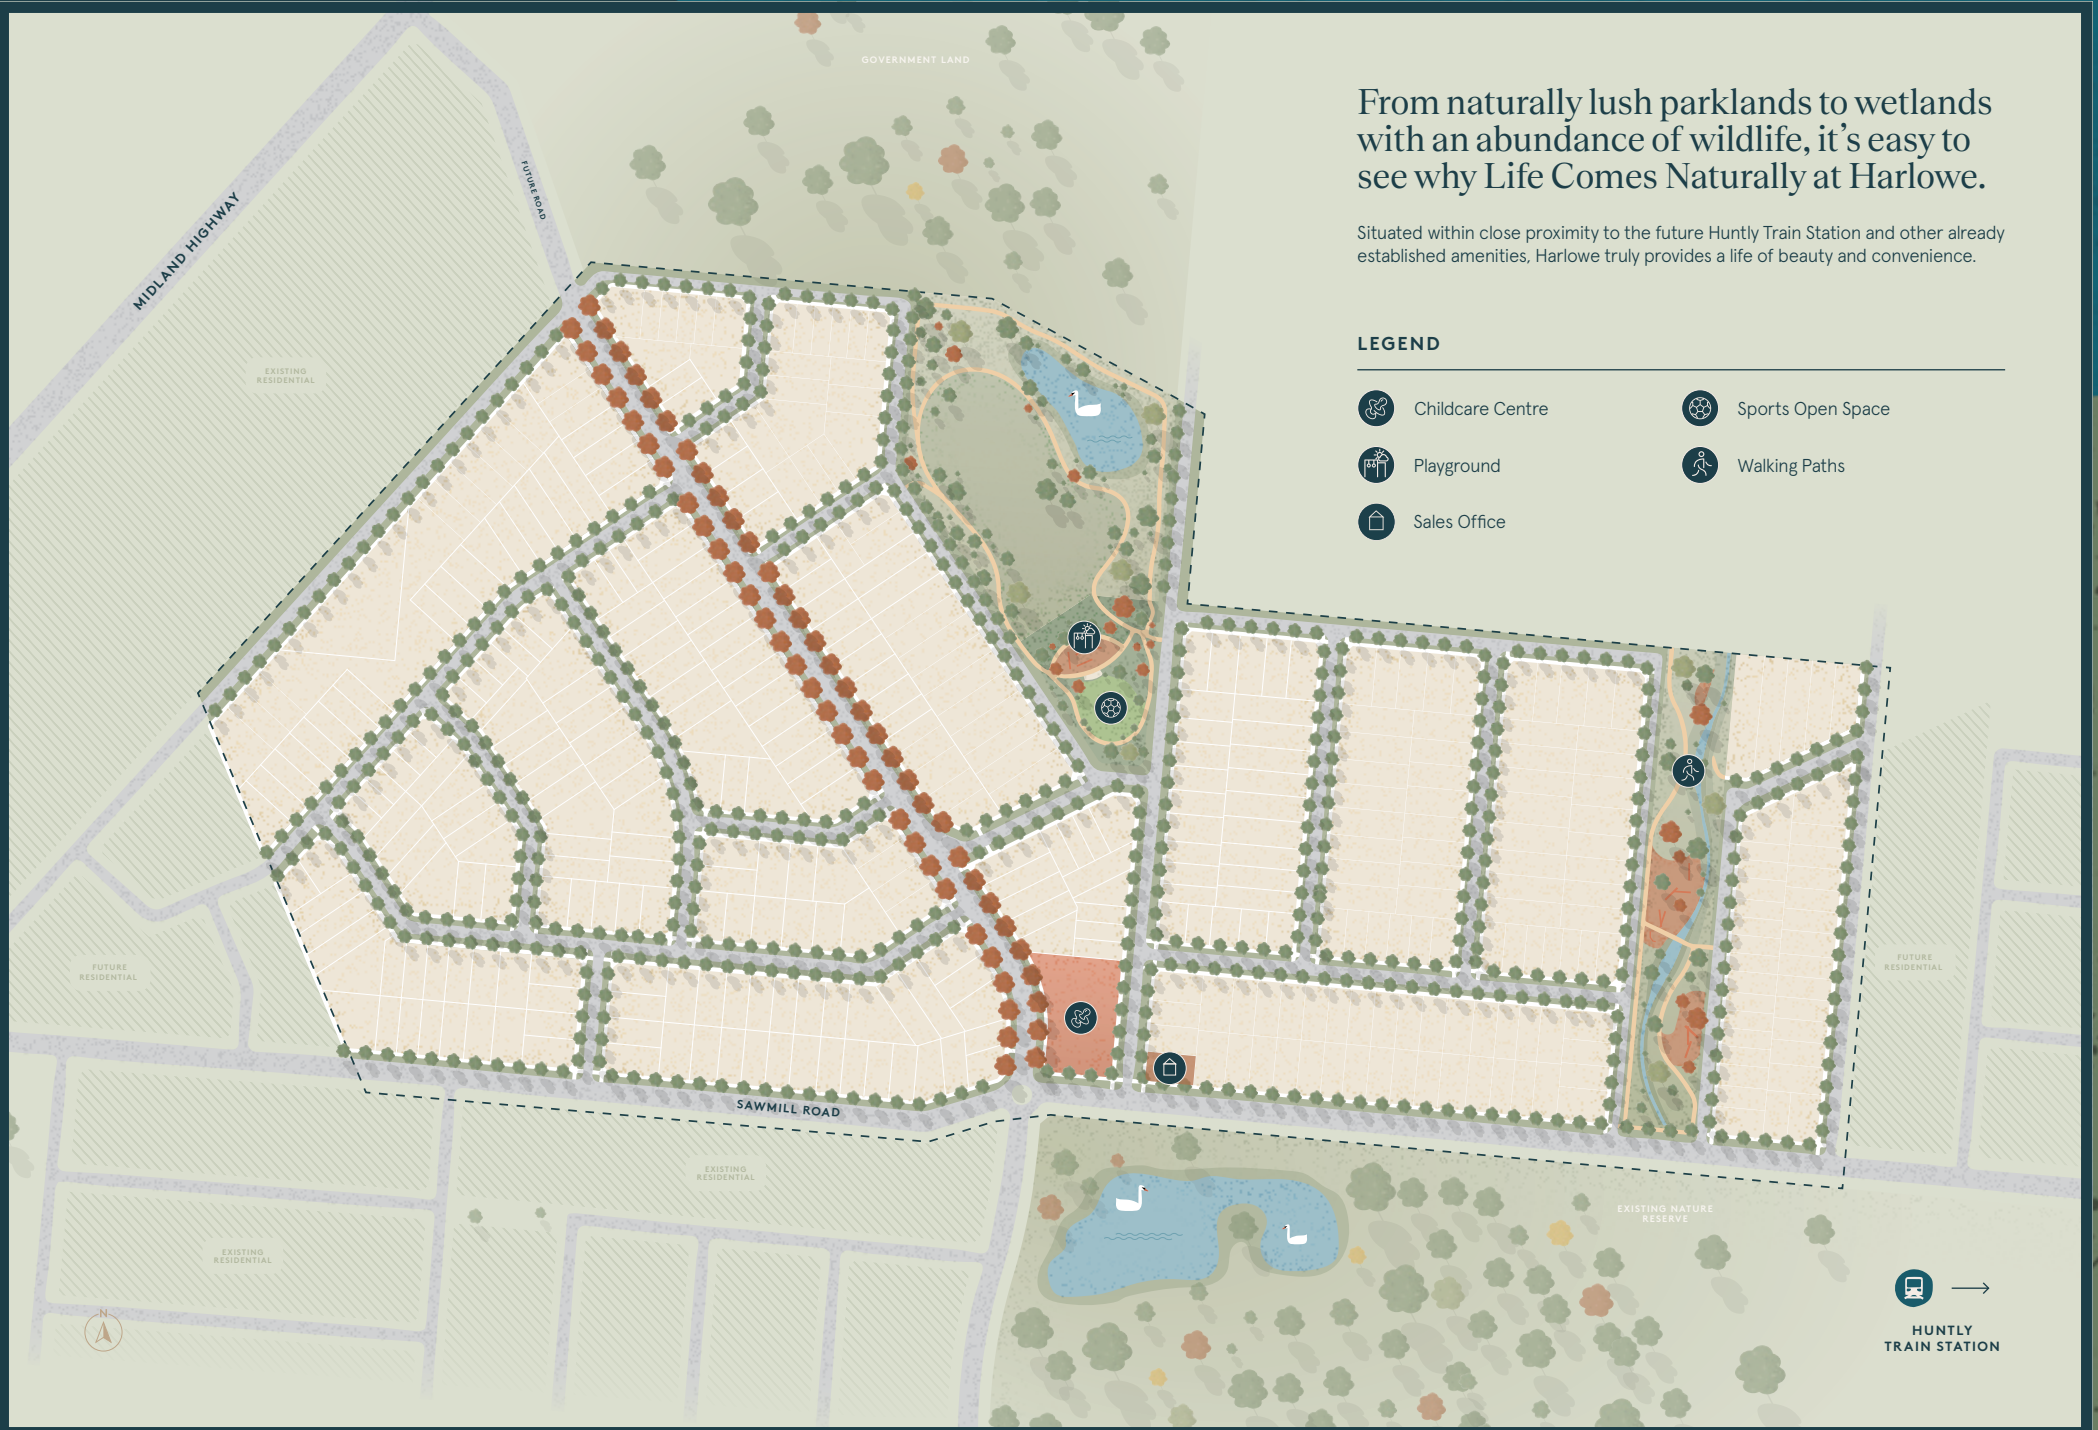 GOVERNMENT LAND
From naturally lush parklands to wetlands
with an abundance of wildlife, it's easy to
see why Life Comes Naturally at Harlowe.
Situated within close proximity to the future Huntly Train Station and other already
established amenities, Harlowe truly provides a life of beauty and convenience.
LEGEND
Childcare Centre
Sports Open Space
Playground
Walking Paths
Sales Office
FUTURE ROAD
MIDLAND HIGHWAY
EXISTING
RESIDENTIAL
FUTURE
RESIDENTIAL
FUTURE
RESIDENTIAL
SAWMILL ROAD
EXISTING
RESIDENTIAL
EXISTING NATURE
RESERVE
EXISTING
RESIDENTIAL
N
HUNTLY
TRAIN STATION